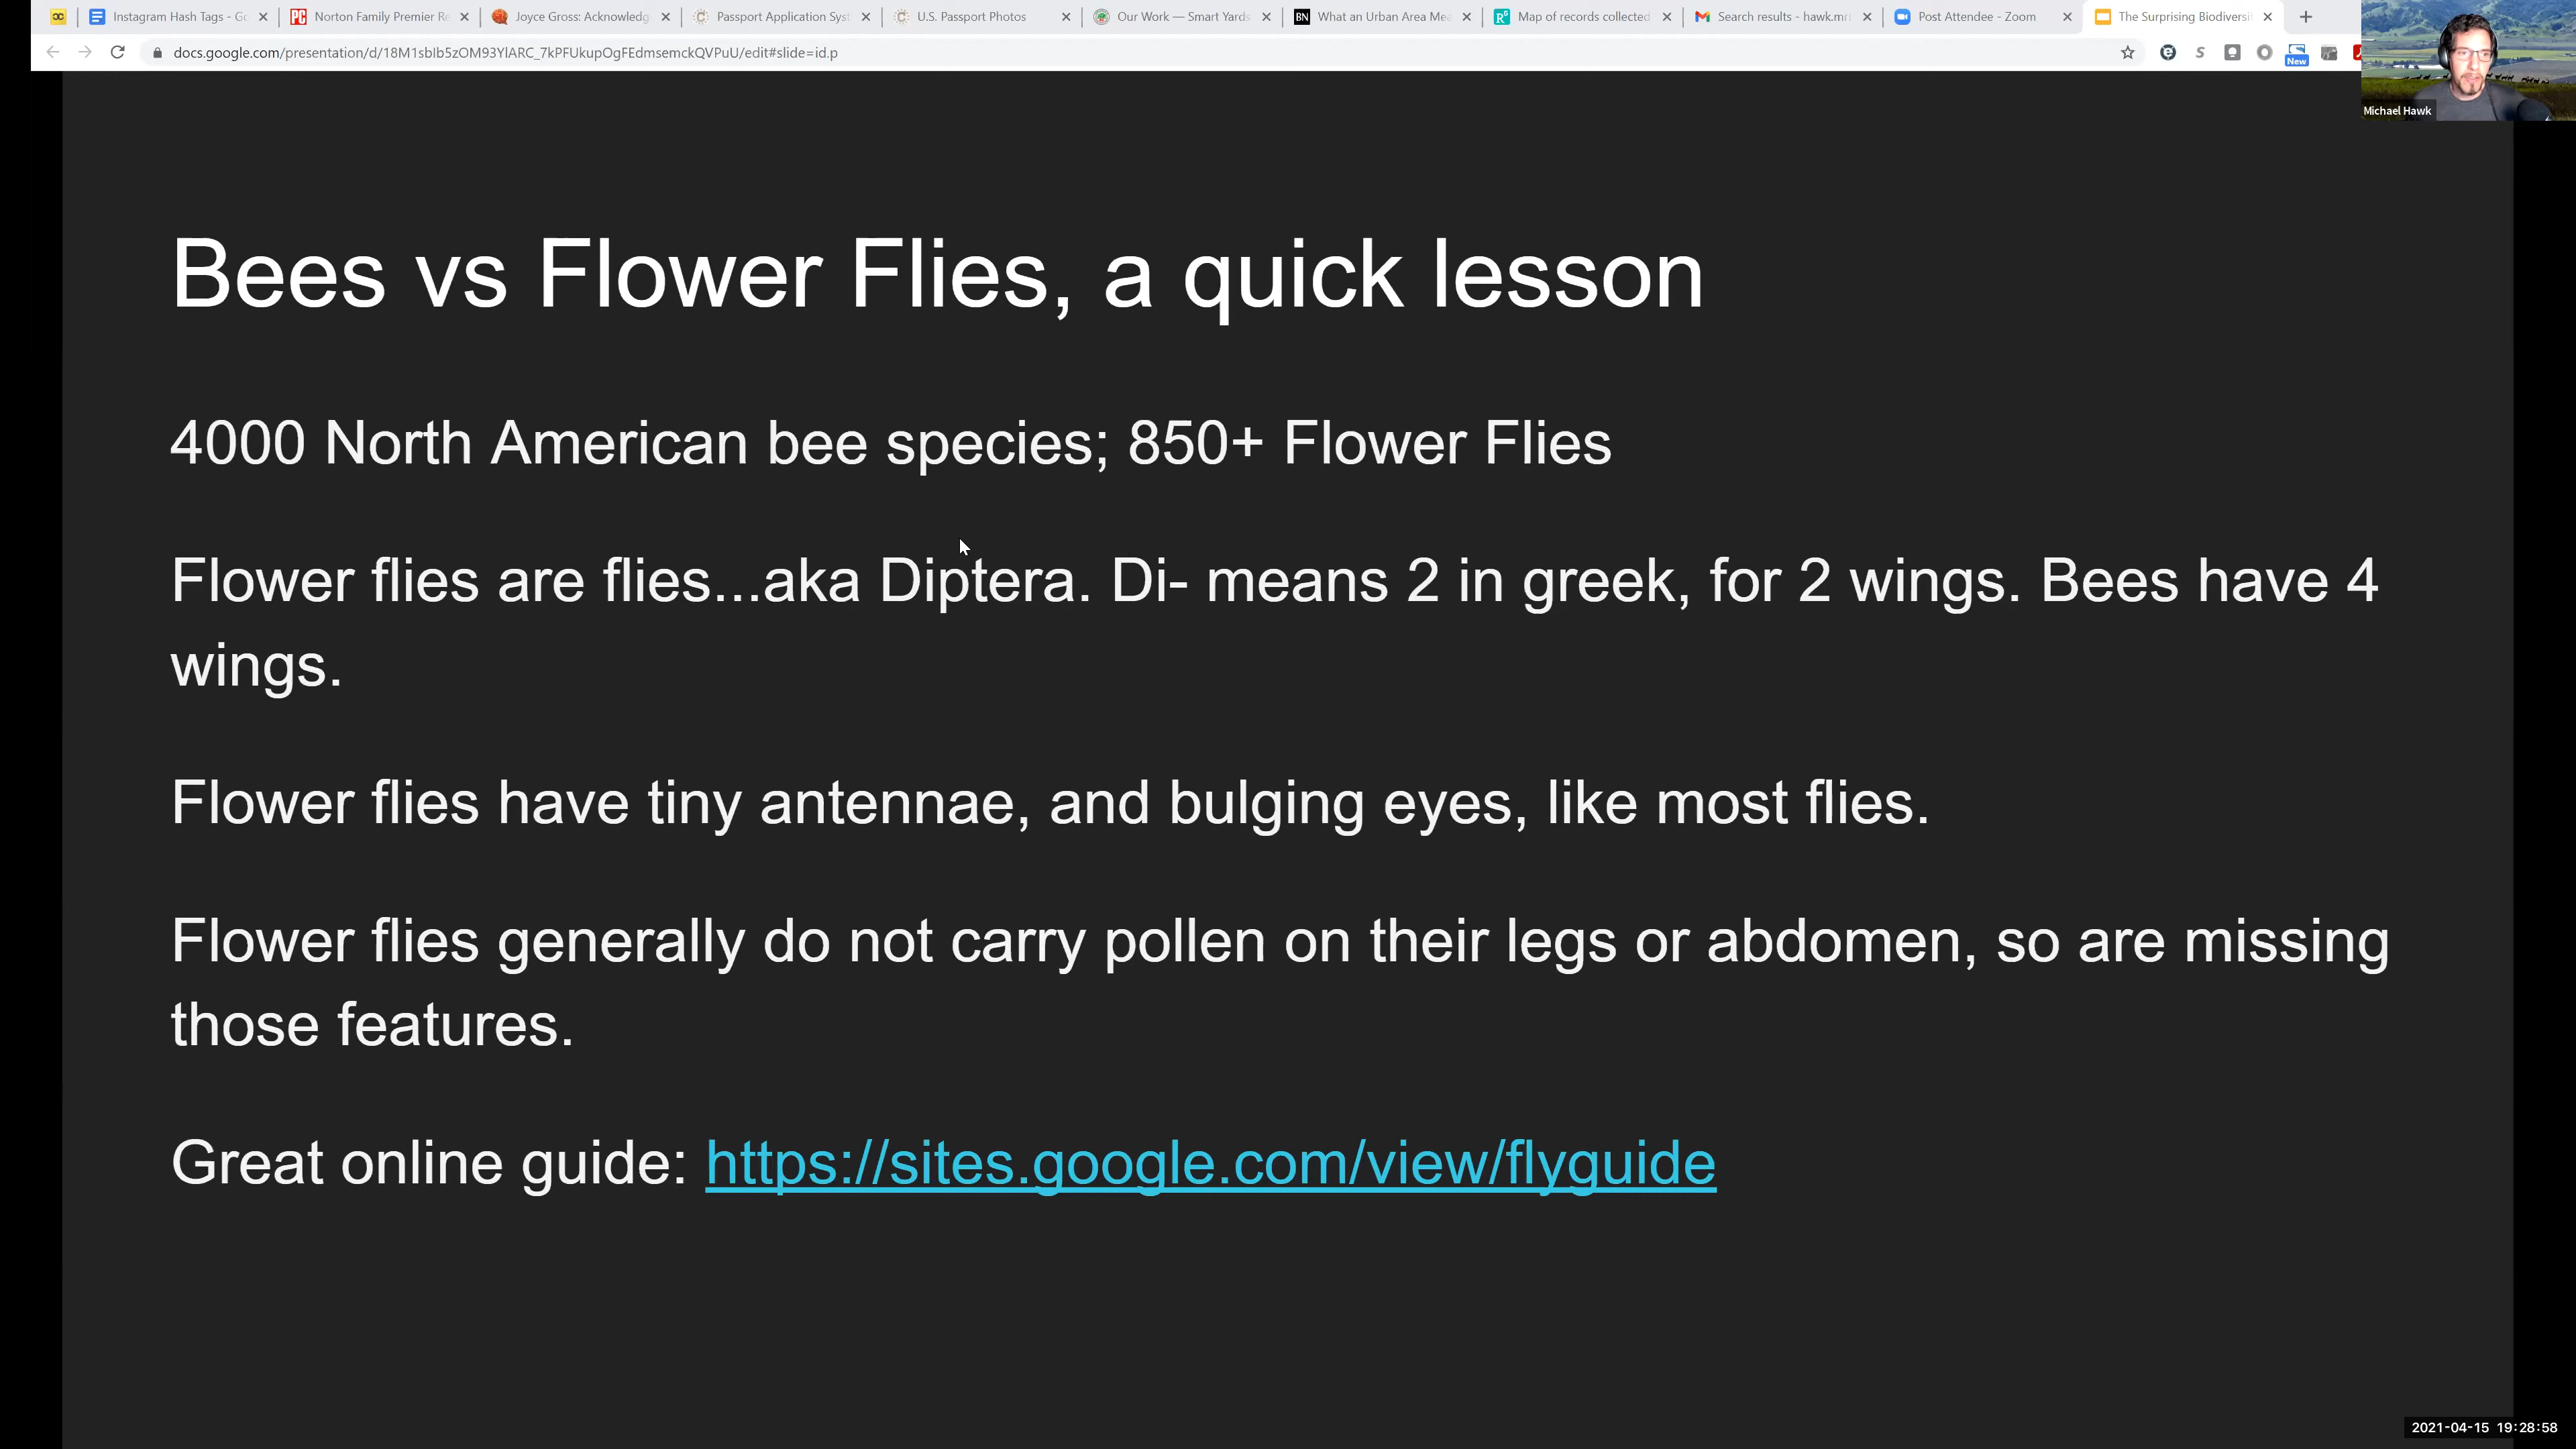 Instagram Hash Tags - Go
Norton Family Premier Re
Joyce Gross: Acknowledg
Passport Application Syst
U.S. Passport Photos
Our Work — Smart Yards
What an Urban Area Mea
Map of records collected
Search results - hawk.mr
Post Attendee - Zoom
The Surprising Biodiversit
docs.google.com/presentation/d/18M1sbIb5zOM93YlARC_7kPFUkupOgFEdmsemckQVPuU/edit#slide=id.p
New
Michael Hawk
Bees vs Flower Flies, a quick lesson
4000 North American bee species; 850+ Flower Flies
Flower flies are flies...aka Diptera. Di- means 2 in greek, for 2 wings. Bees have 4
wings.
Flower flies have tiny antennae, and bulging eyes, like most flies.
Flower flies generally do not carry pollen on their legs or abdomen, so are missing
those features.
Great online guide: https://sites.google.com/view/flyguide
2021-04-15 19:28:58